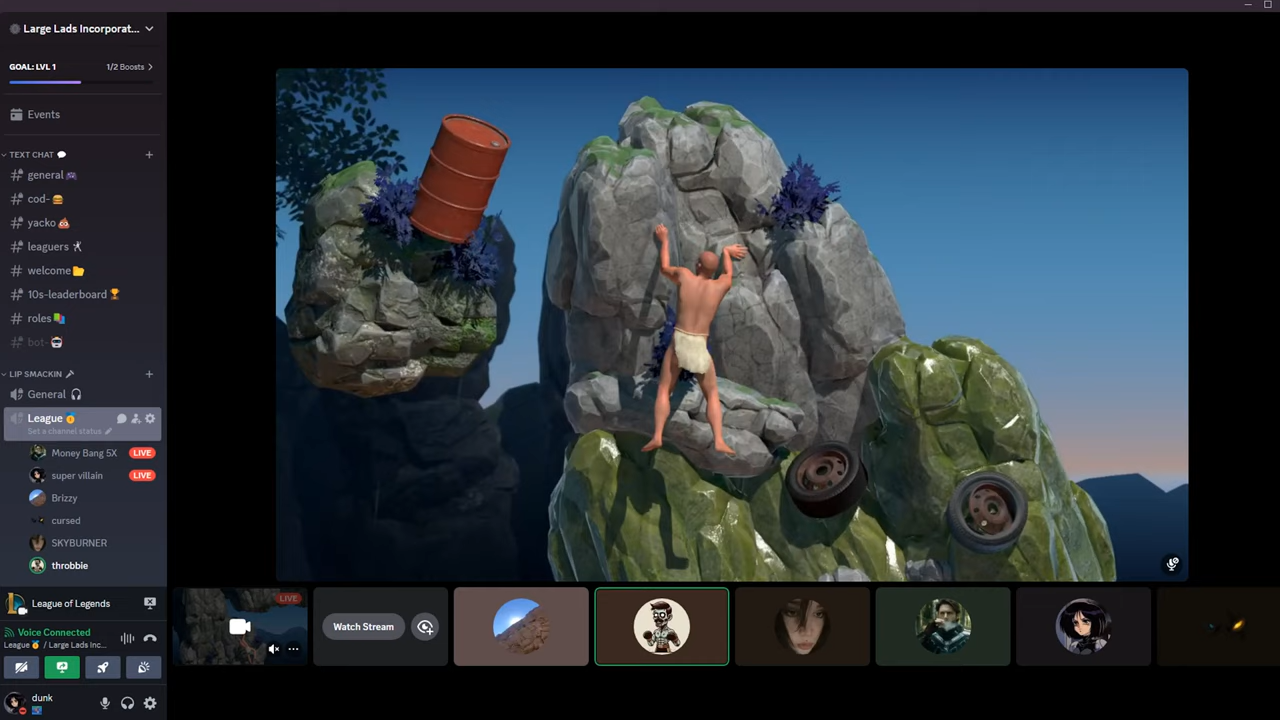 Large Lads Incorporat...
GOAL: LVL 1
1/2 Boosts
Events
TEXT CHAT
general
cod-
yacko
leaguers
welcome
10s-leaderboard
roles
bot-
LIP SMACKIN
General
League
Set a channel status
Money Bang 5X
LIVE
super villain
LIVE
Brizzy
cursed
SKYBURNER
throbbie
League of Legends
Voice Connected
League / Large Lads Inc...
dunk
LIVE
Watch Stream